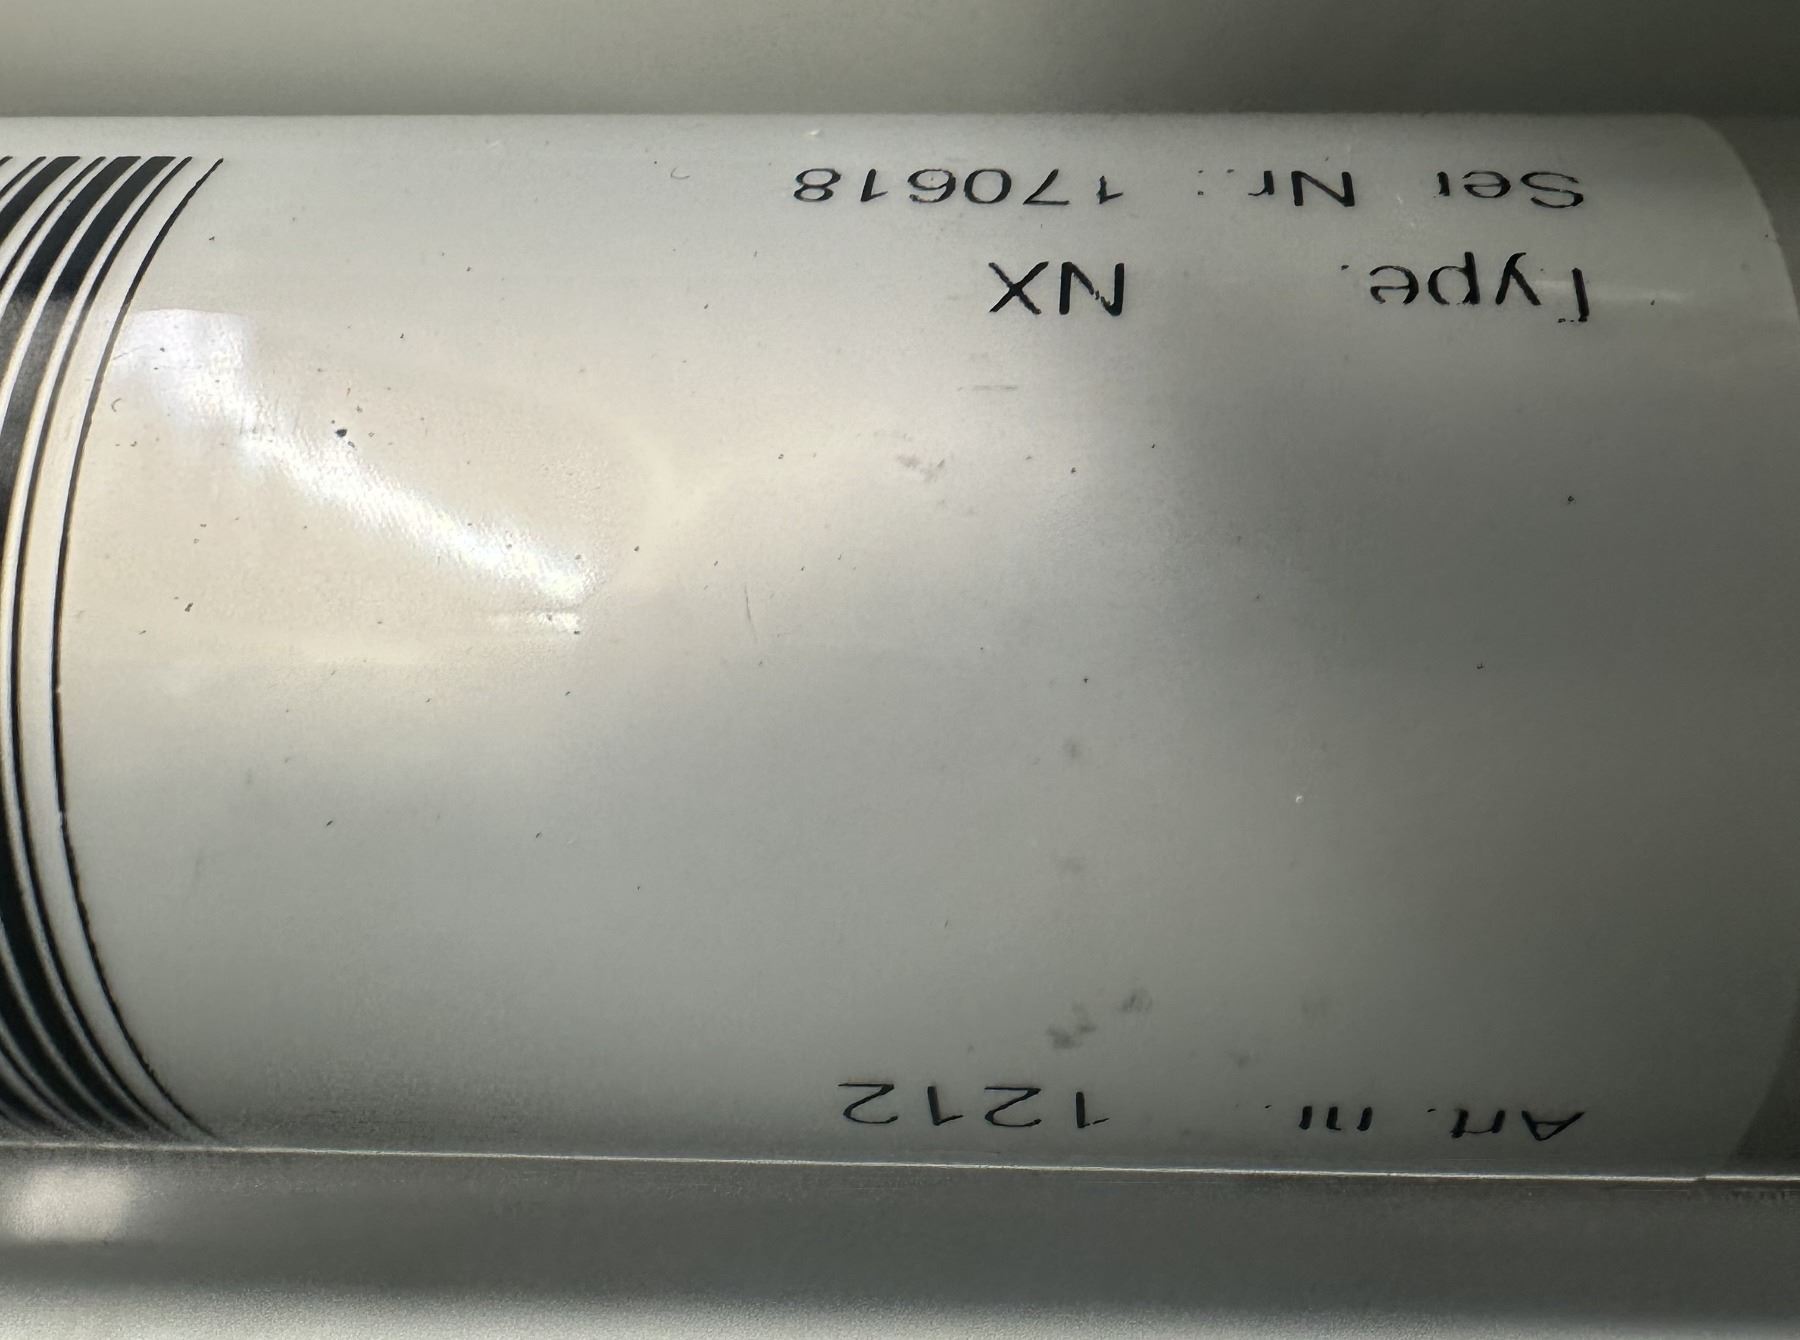 Art. nr. 1212
Type: NX
Ser Nr.: 170618